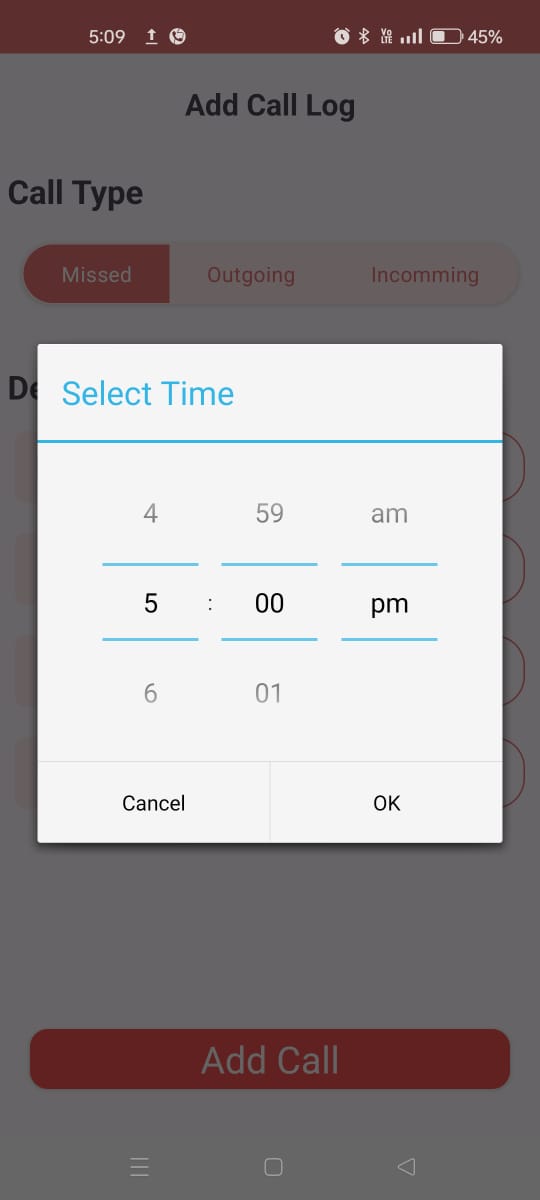 5:09 VoLTE 45%
Add Call Log
Call Type
Missed Outgoing Incomming
Select Time
4 59 am
5 : 00 pm
6 01
Cancel OK
Add Call